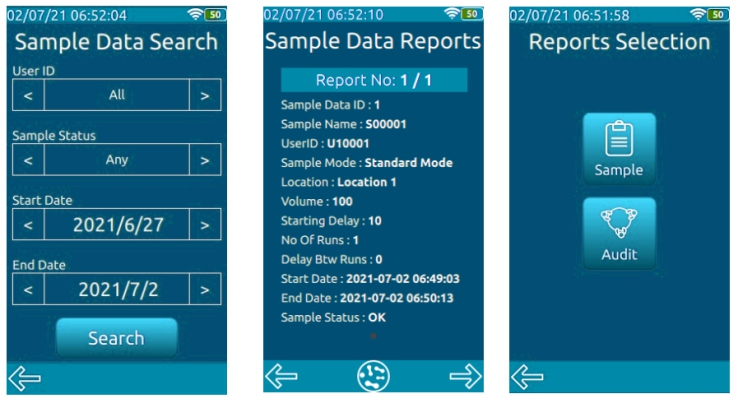 02/07/21 06:52:04 50
Sample Data Search
User ID
< All >
Sample Status
< Any >
Start Date
< 2021/6/27 >
End Date
< 2021/7/2 >
Search
02/07/21 06:52:10 50
Sample Data Reports
Report No: 1 / 1
Sample Data ID : 1
Sample Name : S00001
UserID : U10001
Sample Mode : Standard Mode
Location : Location 1
Volume : 100
Starting Delay : 10
No Of Runs : 1
Delay Btw Runs : 0
Start Date : 2021-07-02 06:49:03
End Date : 2021-07-02 06:50:13
Sample Status : OK
02/07/21 06:51:58 50
Reports Selection
Sample
Audit